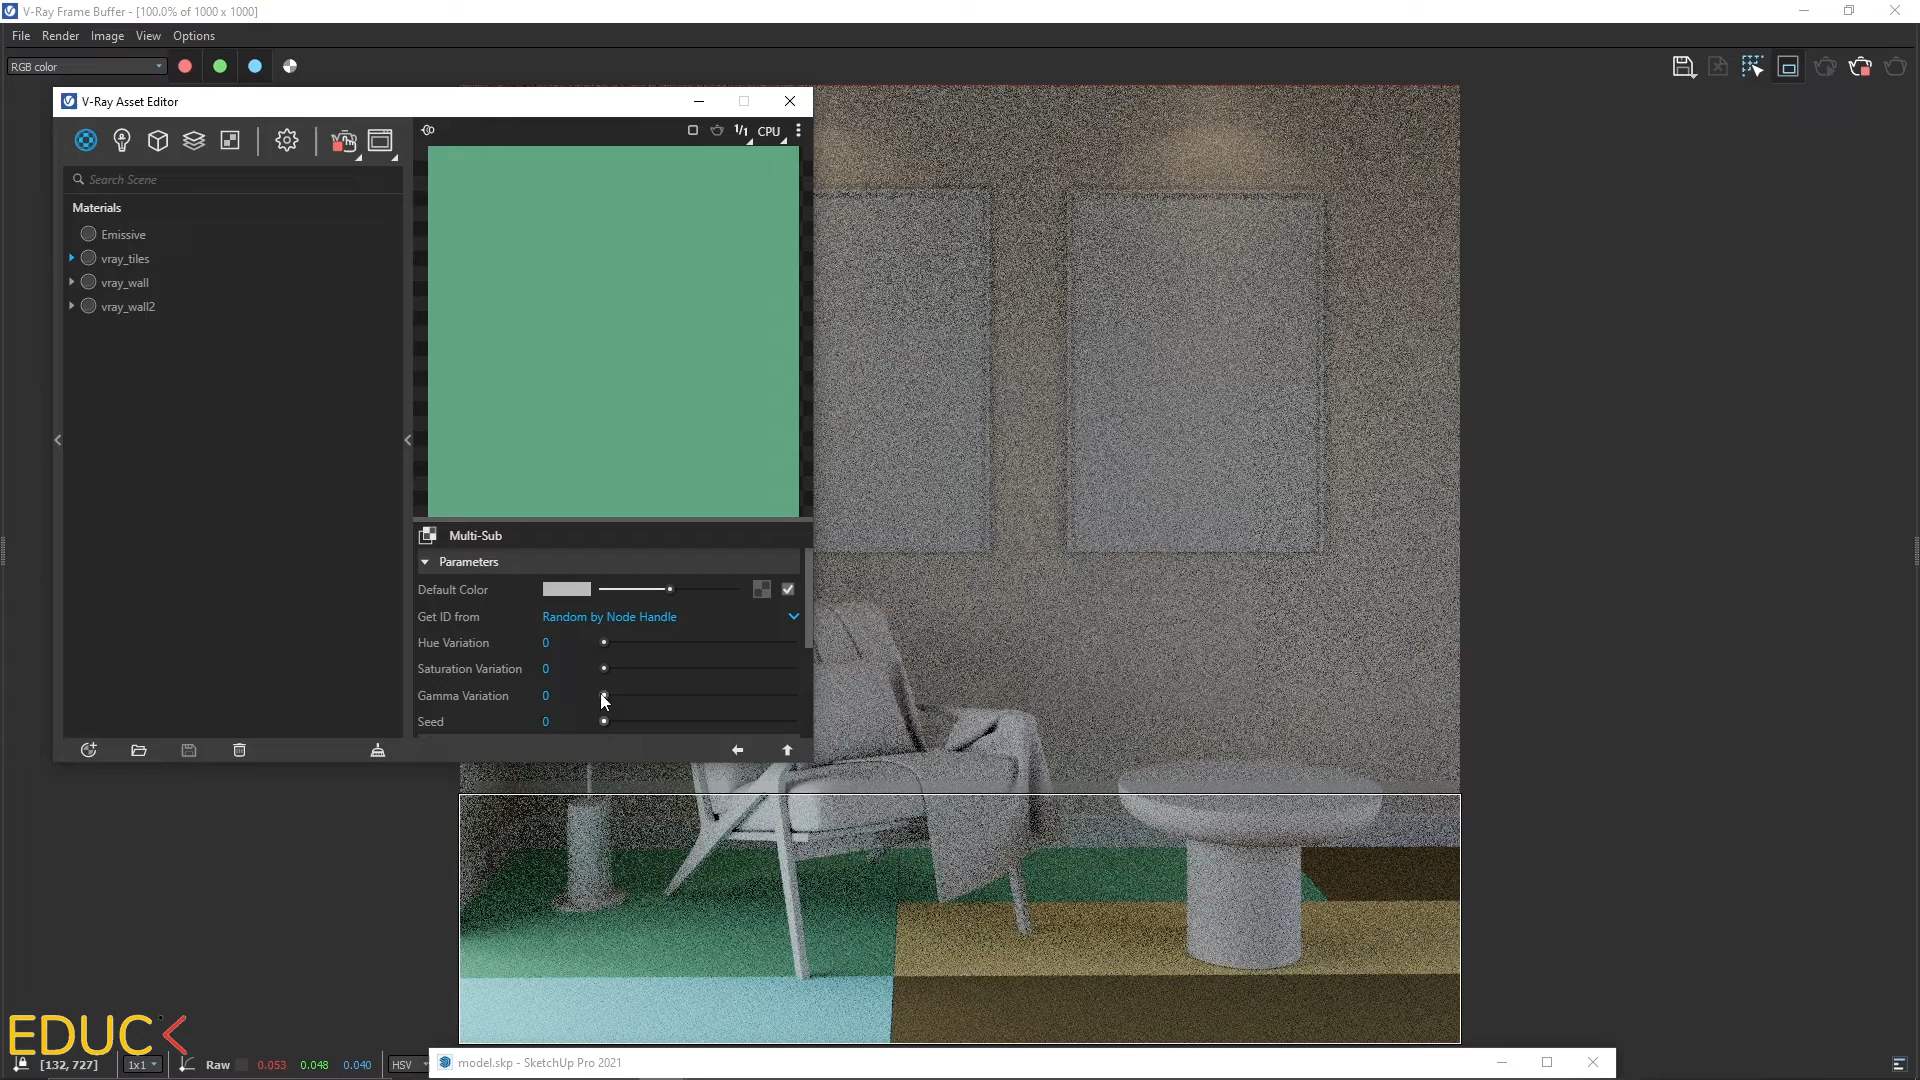 V-Ray Frame Buffer - [100.0% of 1000 x 1000]
File Render Image View Options
RGB color
V-Ray Asset Editor
1/1 CPU
Search Scene
Materials
Emissive
vray_tiles
vray_wall
vray_wall2
Multi-Sub
Parameters
Default Color
Get ID from Random by Node Handle
Hue Variation 0
Saturation Variation 0
Gamma Variation 0
Seed 0
EDUC
[132,727] 1x1 Raw 0.053 0.048 0.040 HSV
model.skp - SketchUp Pro 2021